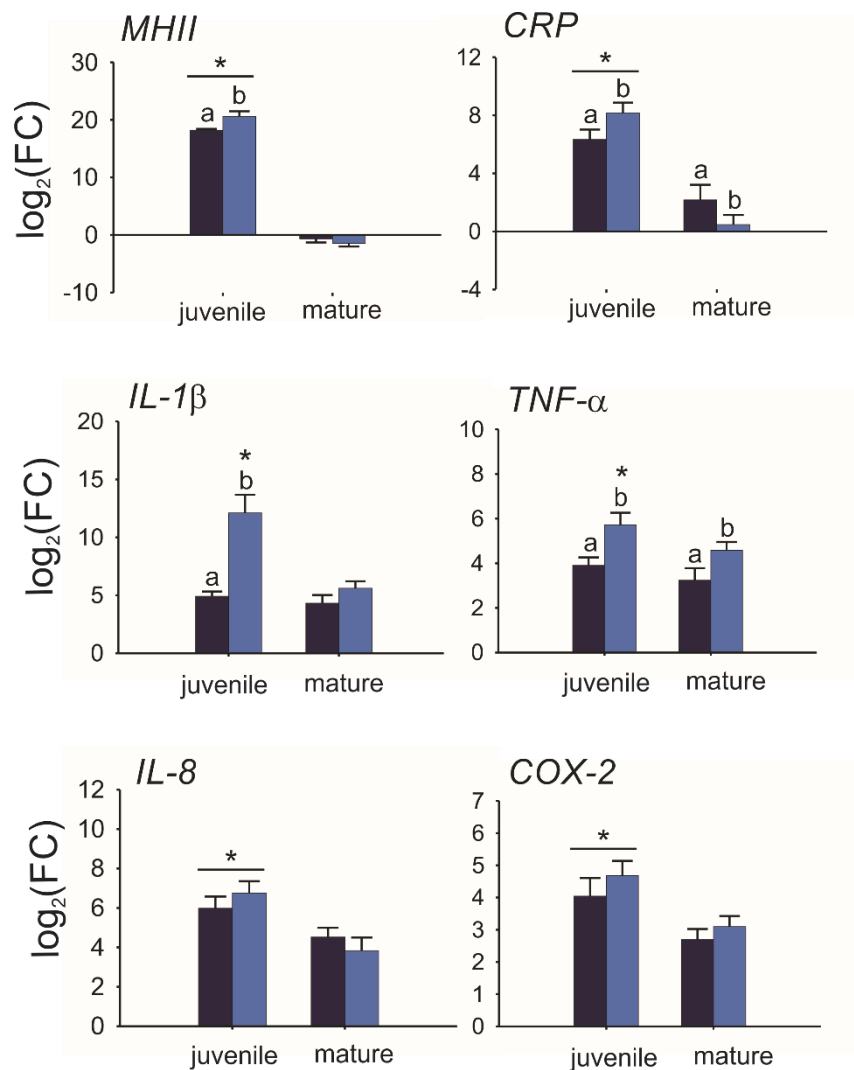 MHII
log₂(FC)
30
20
10
0
-10
*
a
b
juvenile
mature
CRP
12
8
4
0
-4
*
a
b
a
b
juvenile
mature
IL-1β
log₂(FC)
20
15
10
5
0
a
*
b
juvenile
mature
TNF-α
10
8
6
4
2
0
a
*
b
a
b
juvenile
mature
IL-8
log₂(FC)
12
10
8
6
4
2
0
*
juvenile
mature
COX-2
7
6
5
4
3
2
1
0
*
juvenile
mature